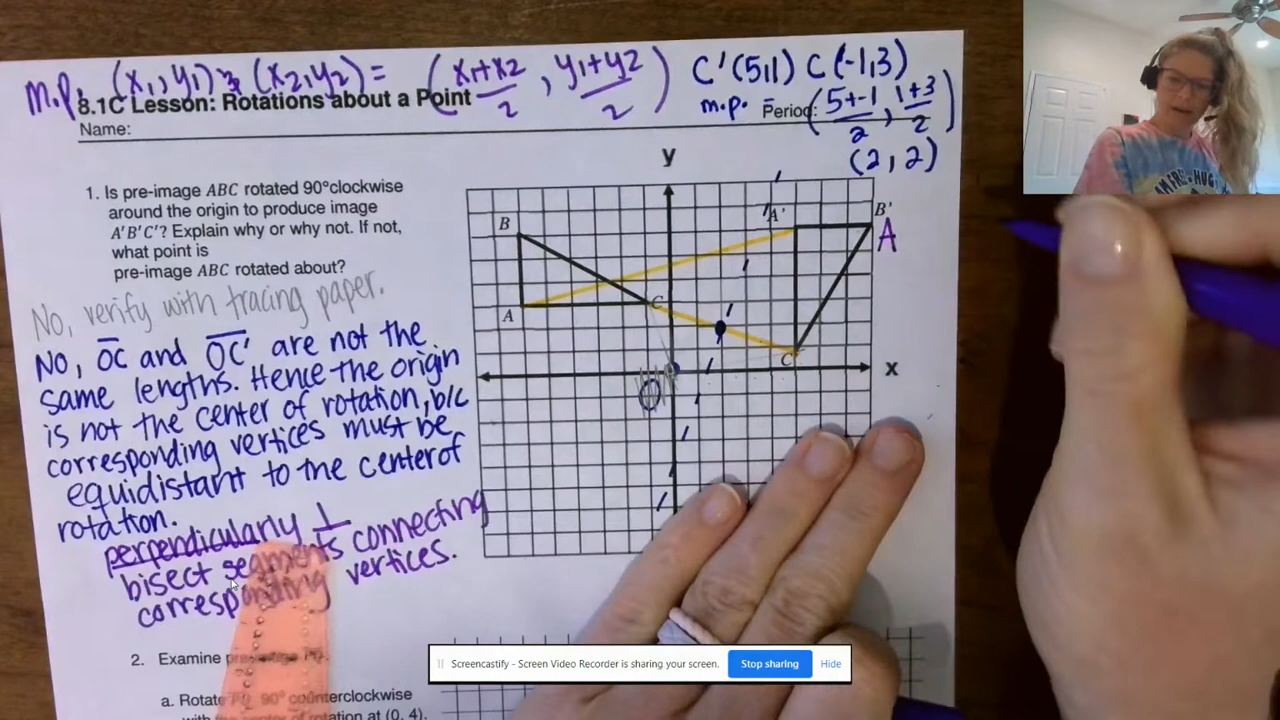 m.p. (x1, y1) & (x2, y2) = (x1+x2/2, y1+y2/2) C'(5,1) C(-1,3)
8.1C Lesson: Rotations about a Point
m.p. = (5+-1/2, 1+3/2)
Name: Period:
(2, 2)
1. Is pre-image ABC rotated 90°clockwise
around the origin to produce image
A'B'C'? Explain why or why not. If not,
what point is
pre-image ABC rotated about?
No, verify with tracing paper.
No, OC and OC' are not the
same lengths. Hence the origin
is not the center of rotation, b/c
corresponding vertices must be
equidistant to the center of
rotation.
perpendicularly ⊥
bisect segments connecting
corresponding vertices.
y
B
A
C
A'
B'
A
C'
x
O
2. Examine
a. Rotate 90° counterclockwise
rotation at (0, 4).
Screencastify - Screen Video Recorder is sharing your screen.
Stop sharing
Hide